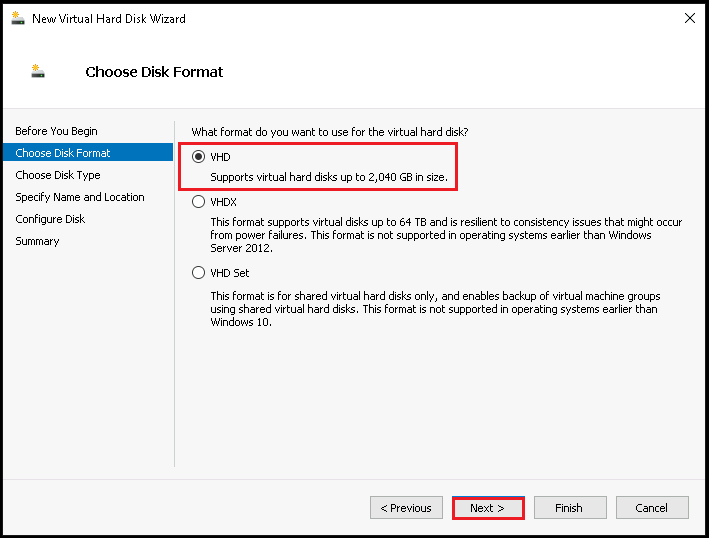 New Virtual Hard Disk Wizard
Choose Disk Format
Before You Begin
Choose Disk Format
Choose Disk Type
Specify Name and Location
Configure Disk
Summary
What format do you want to use for the virtual hard disk?
VHD
Supports virtual hard disks up to 2,040 GB in size.
VHDX
This format supports virtual disks up to 64 TB and is resilient to consistency issues that might occur
from power failures. This format is not supported in operating systems earlier than Windows
Server 2012.
VHD Set
This format is for shared virtual hard disks only, and enables backup of virtual machine groups
using shared virtual hard disks. This format is not supported in operating systems earlier than
Windows 10.
< Previous
Next >
Finish
Cancel